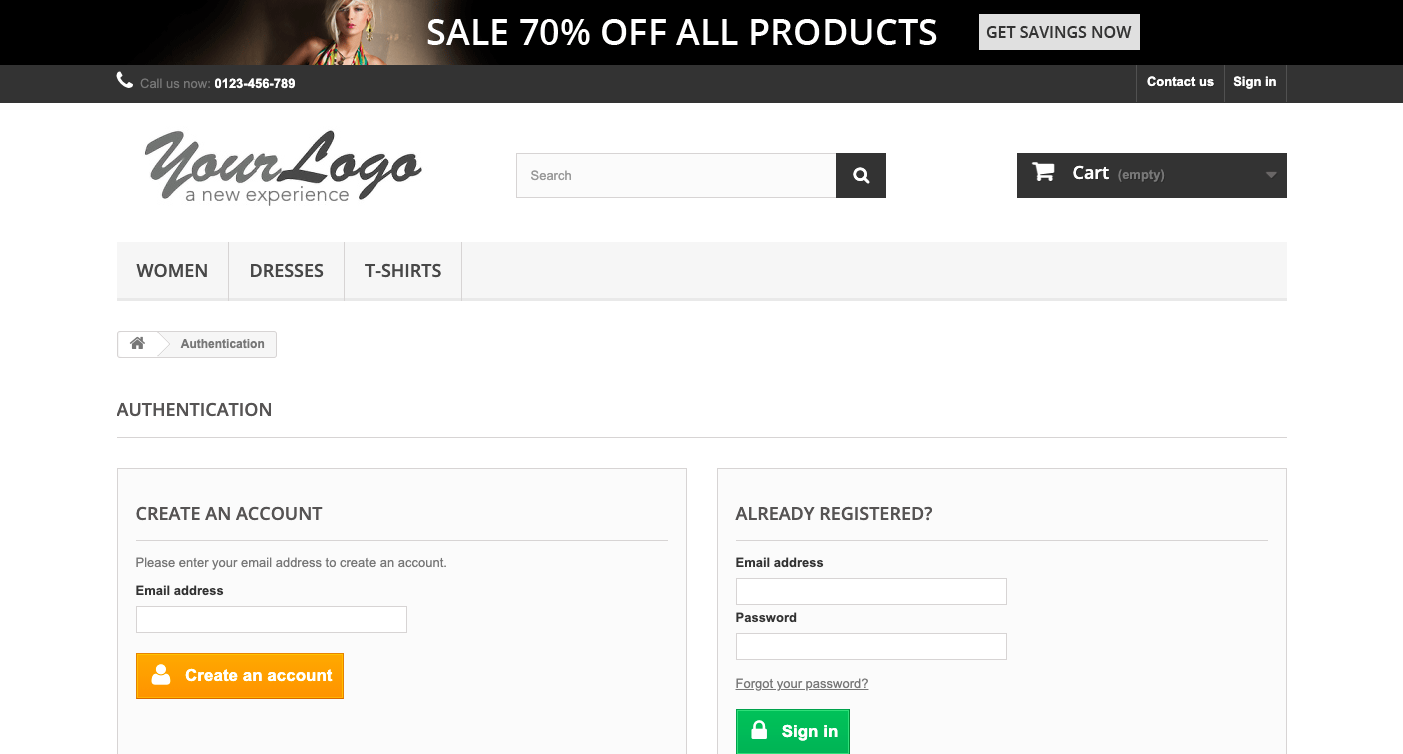 SALE 70% OFF ALL PRODUCTS GET SAVINGS NOW
Call us now: 0123-456-789 Contact us Sign in
YourLogo
a new experience
Search
Cart (empty)
WOMEN DRESSES T-SHIRTS
Authentication
AUTHENTICATION
CREATE AN ACCOUNT
Please enter your email address to create an account.
Email address
Create an account
ALREADY REGISTERED?
Email address
Password
Forgot your password?
Sign in